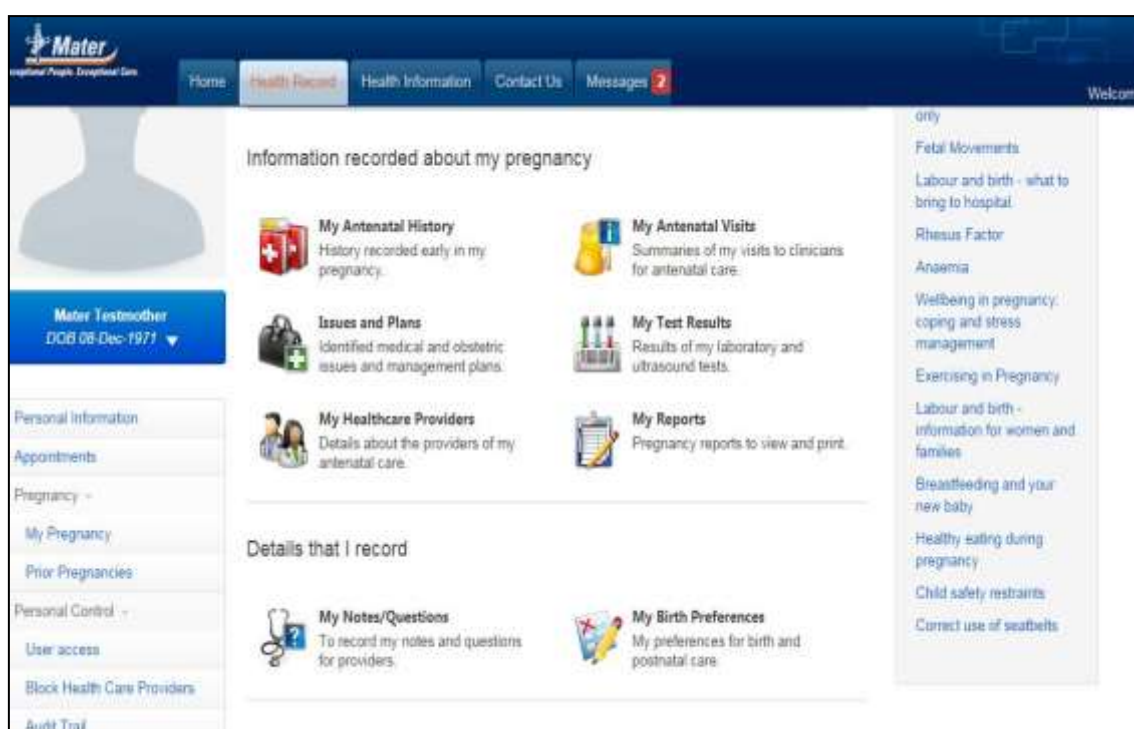 Mater
Exceptional People. Exceptional Care.
Home
Health Record
Health Information
Contact Us
Messages 2
Welcom
Mater Testmother
DOB 08-Dec-1971
Personal Information
Appointments
Pregnancy -
My Pregnancy
Prior Pregnancies
Personal Control -
User access
Block Health Care Providers
Audit Trail
Information recorded about my pregnancy
My Antenatal History
History recorded early in my
pregnancy.
My Antenatal Visits
Summaries of my visits to clinicians
for antenatal care.
Issues and Plans
Identified medical and obstetric
issues and management plans.
My Test Results
Results of my laboratory and
ultrasound tests.
My Healthcare Providers
Details about the providers of my
antenatal care.
My Reports
Pregnancy reports to view and print.
Details that I record
My Notes/Questions
To record my notes and questions
for providers.
My Birth Preferences
My preferences for birth and
postnatal care
only
Fetal Movements
Labour and birth - what to
bring to hospital
Rhesus Factor
Anaemia
Wellbeing in pregnancy:
coping and stress
management
Exercising in Pregnancy
Labour and birth -
information for women and
families
Breastfeeding and your
new baby
Healthy eating during
pregnancy
Child safety restraints
Correct use of seatbelts